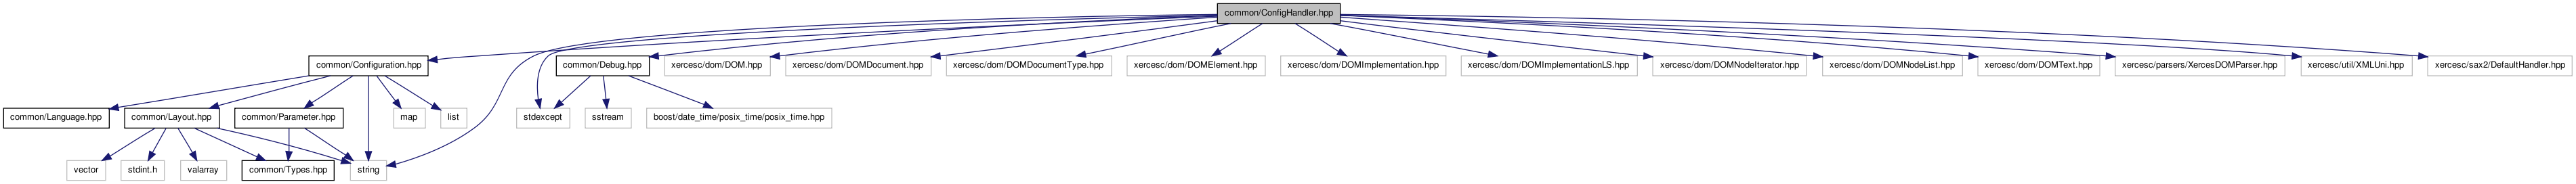 common/ConfigHandler.hpp
common/Configuration.hpp
common/Debug.hpp
xercesc/dom/DOM.hpp
xercesc/dom/DOMDocument.hpp
xercesc/dom/DOMDocumentType.hpp
xercesc/dom/DOMElement.hpp
xercesc/dom/DOMImplementation.hpp
xercesc/dom/DOMImplementationLS.hpp
xercesc/dom/DOMNodeIterator.hpp
xercesc/dom/DOMNodeList.hpp
xercesc/dom/DOMText.hpp
xercesc/parsers/XercesDOMParser.hpp
xercesc/util/XMLUni.hpp
xercesc/sax2/DefaultHandler.hpp
common/Language.hpp
common/Layout.hpp
common/Parameter.hpp
map
list
stdexcept
sstream
boost/date_time/posix_time/posix_time.hpp
vector
stdint.h
valarray
common/Types.hpp
string